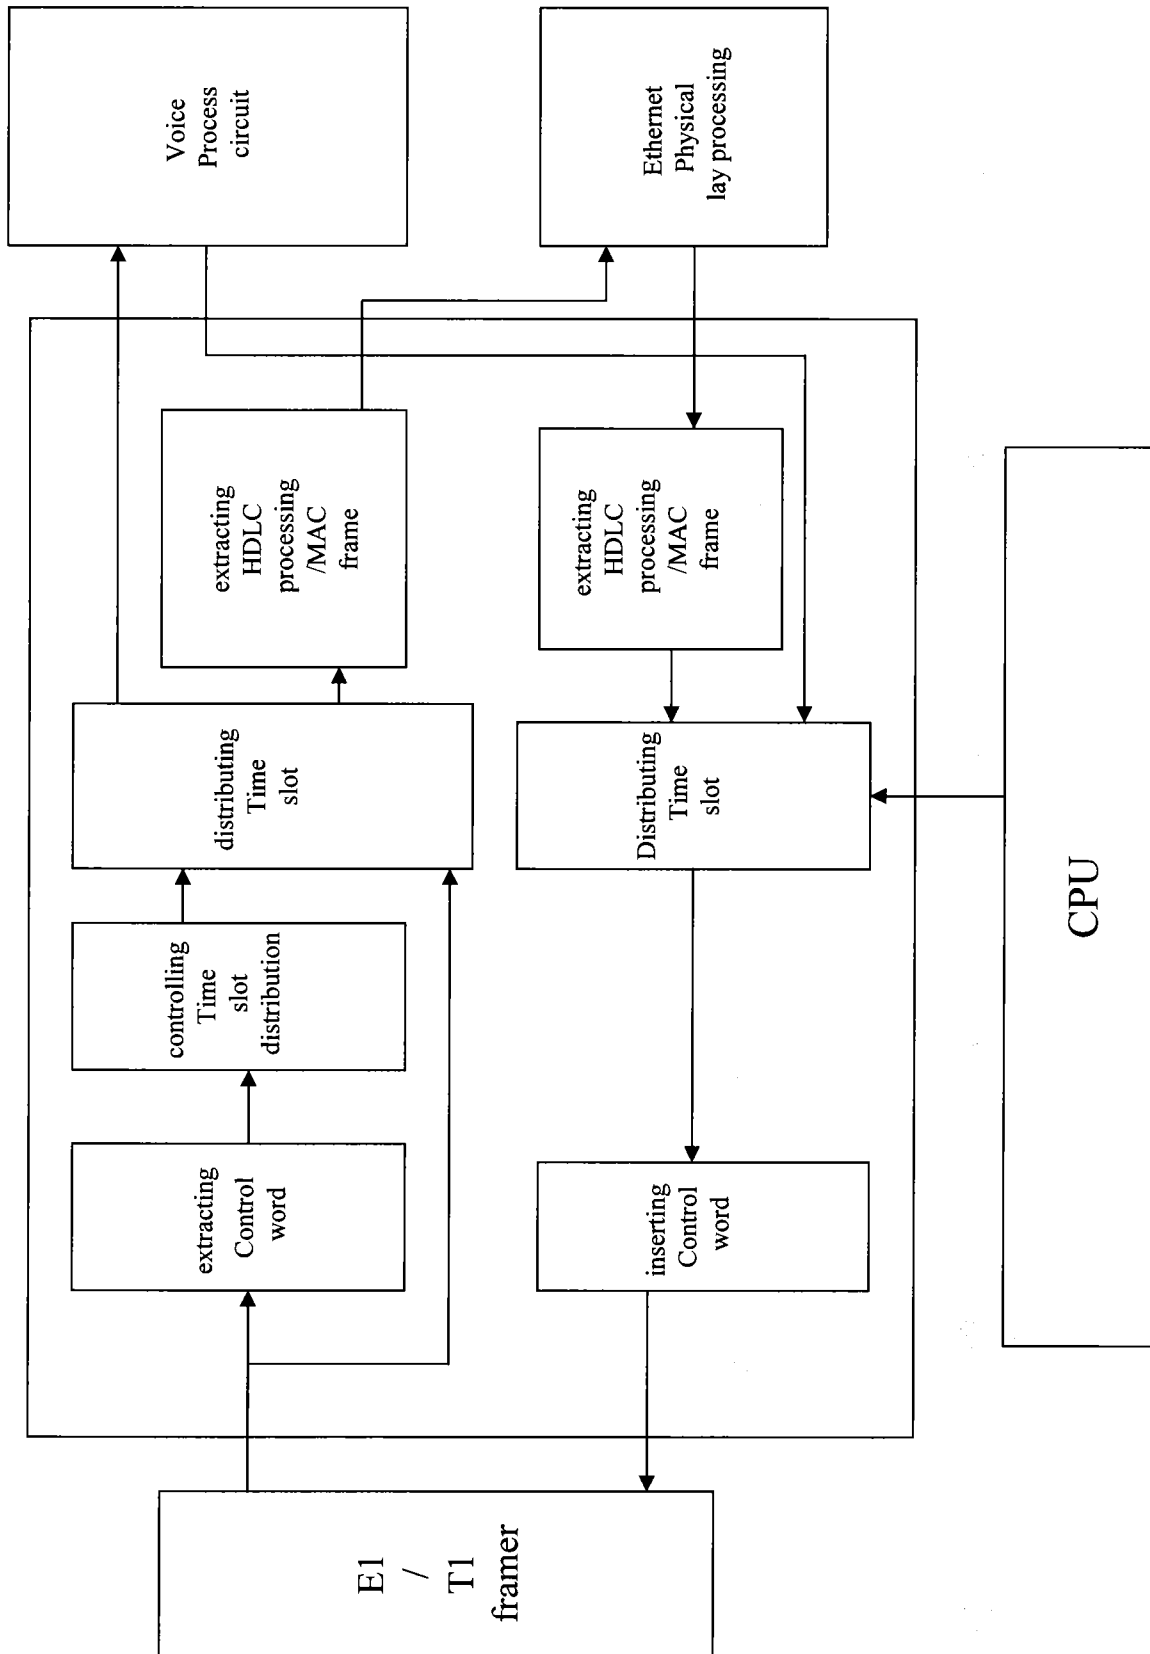 Voice
Process
circuit
Ethernet
Physical
lay processing
extracting
HDLC
processing
/MAC
frame
extracting
HDLC
processing
/MAC
frame
distributing
Time
slot
Distributing
Time
slot
controlling
Time
slot
distribution
extracting
Control
word
inserting
Control
word
E1
/
T1
framer
CPU